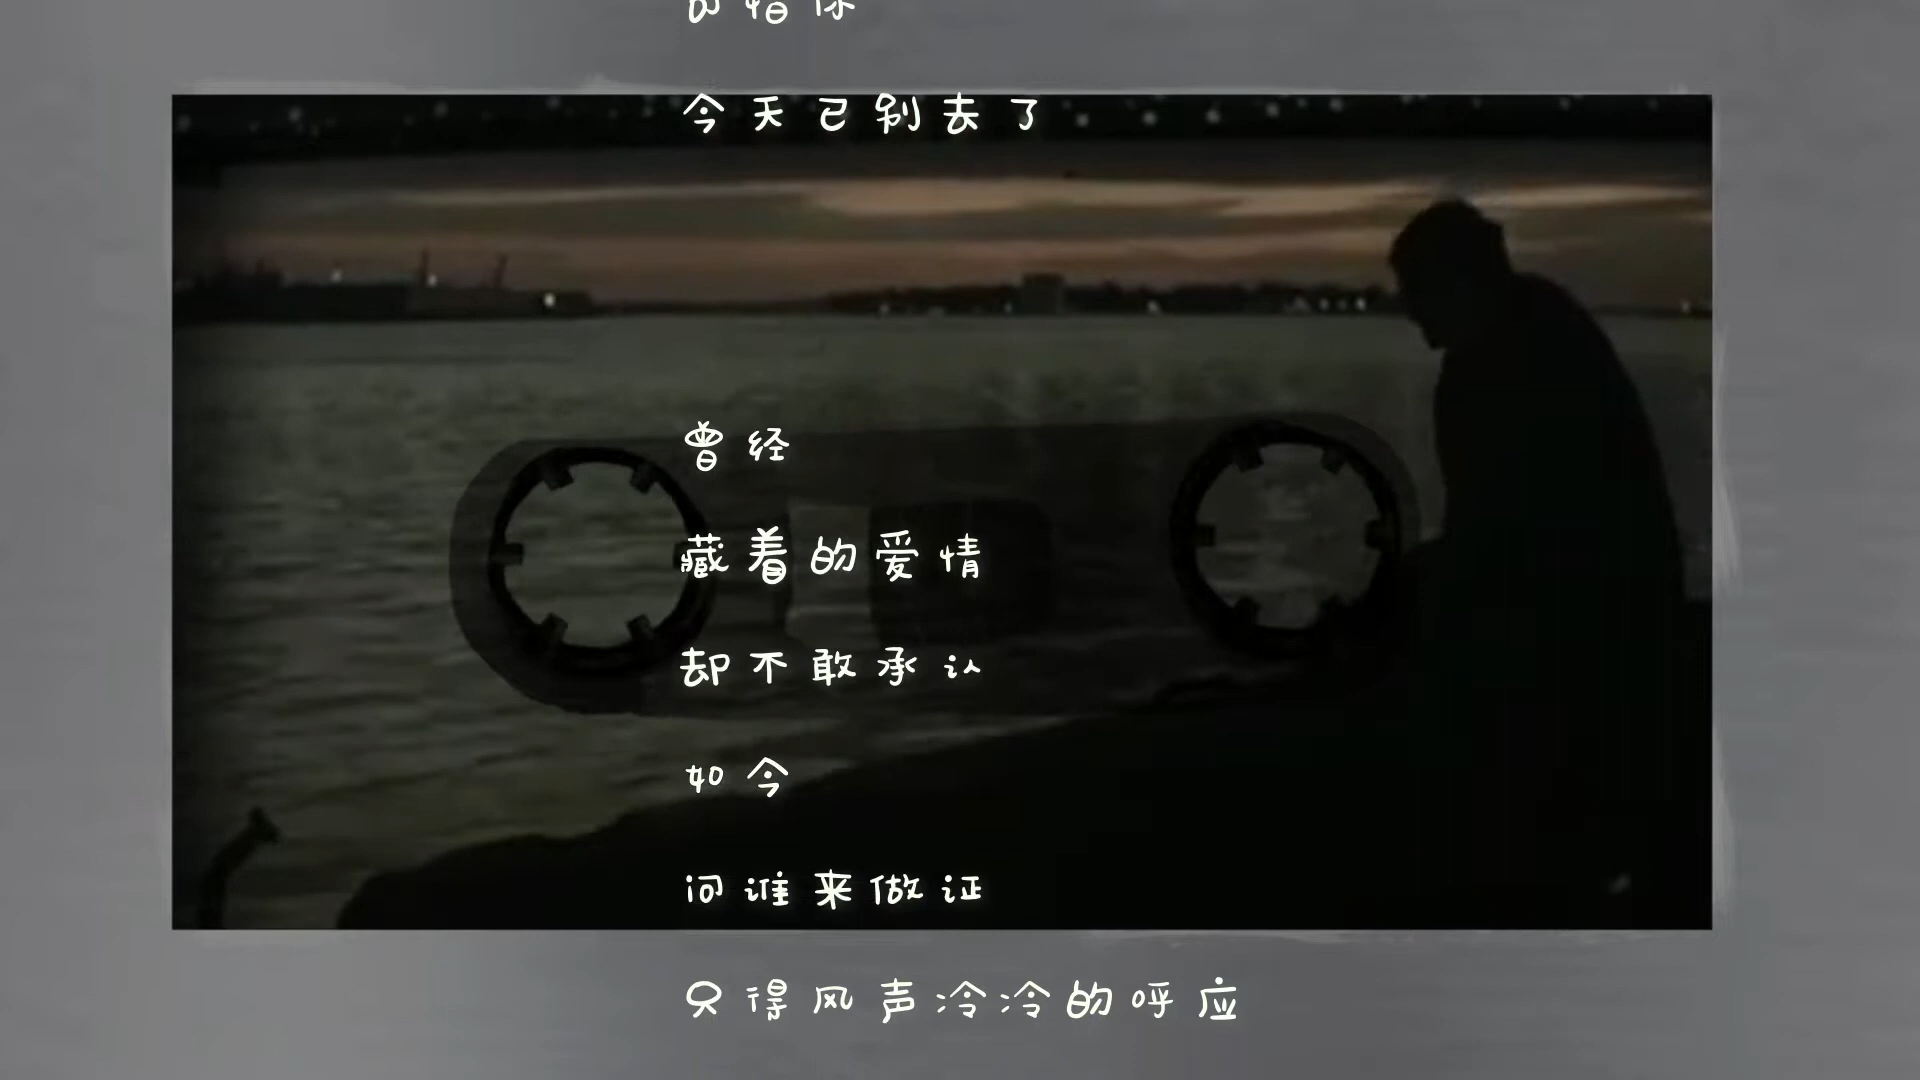 今天已别去了
曾经
藏着的爱情
却不敢承认
如今
问谁来做证
只得风声冷冷的呼应